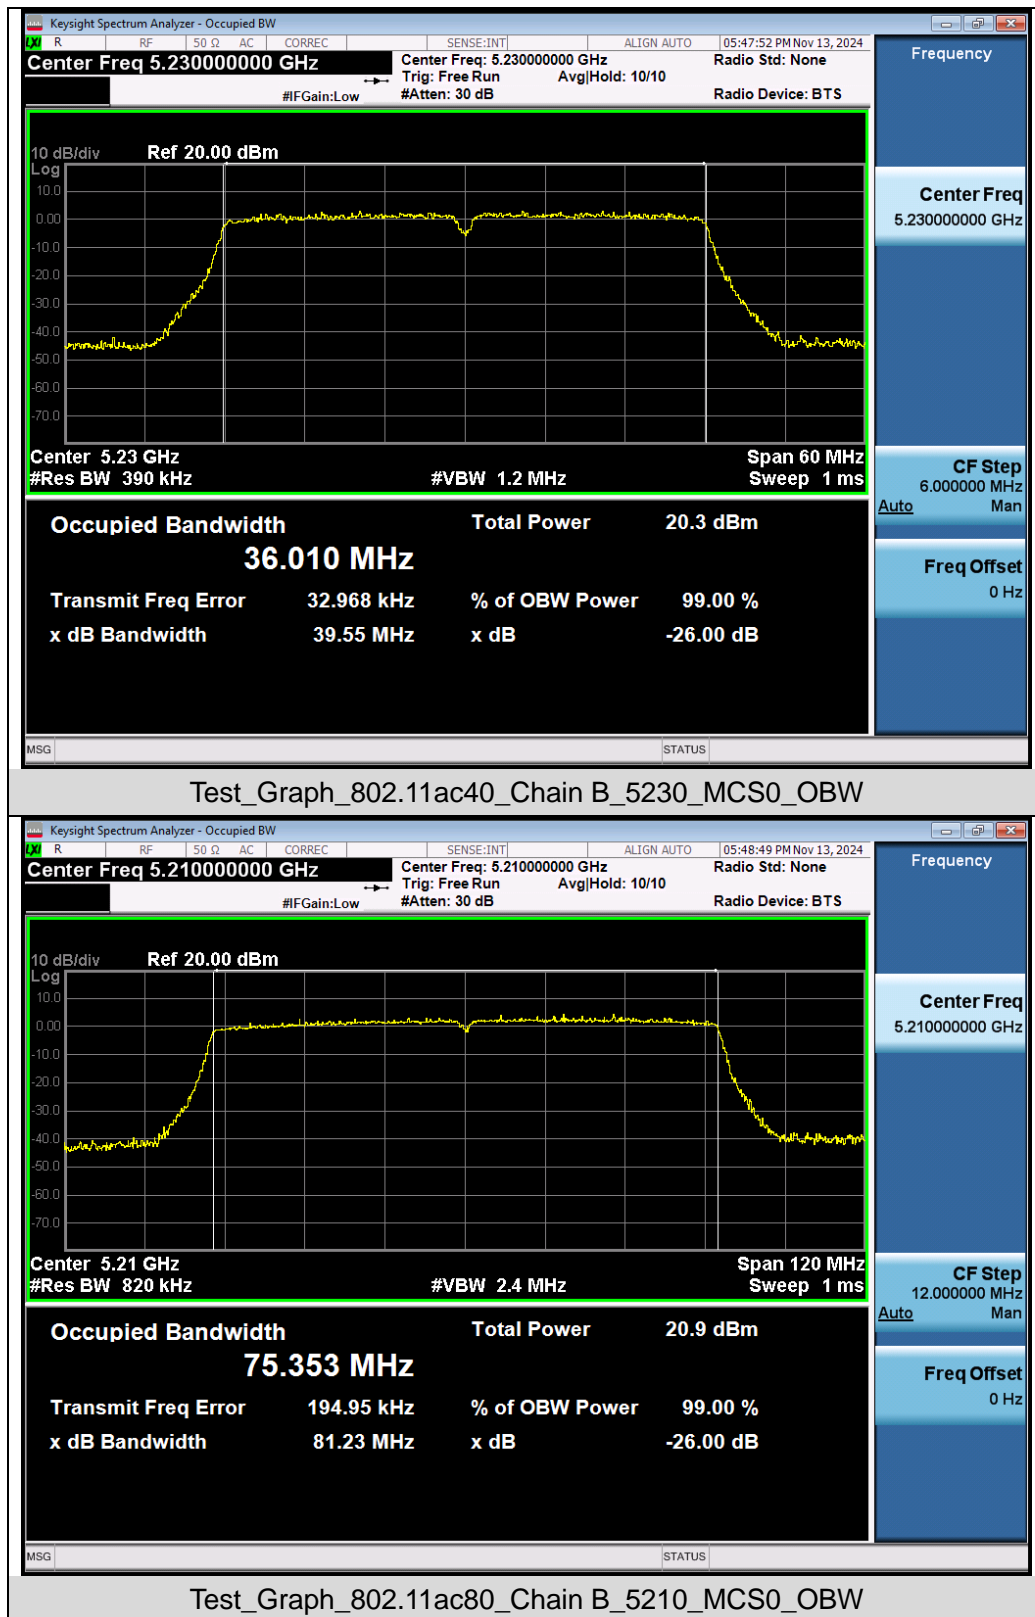 Keysight Spectrum Analyzer - Occupied BW
LXI R RF 50 Ω AC CORREC SENSE:INT ALIGN AUTO 05:47:52 PM Nov 13, 2024
Center Freq 5.230000000 GHz
Center Freq: 5.230000000 GHz Radio Std: None
Trig: Free Run Avg|Hold: 10/10
#IFGain:Low #Atten: 30 dB Radio Device: BTS
10 dB/div Ref 20.00 dBm
Log
10.0
0.00
-10.0
-20.0
-30.0
-40.0
-50.0
-60.0
-70.0
Center 5.23 GHz Span 60 MHz
#Res BW 390 kHz #VBW 1.2 MHz Sweep 1 ms
Occupied Bandwidth Total Power 20.3 dBm
36.010 MHz
Transmit Freq Error 32.968 kHz % of OBW Power 99.00 %
x dB Bandwidth 39.55 MHz x dB -26.00 dB
MSG STATUS
Frequency
Center Freq
5.230000000 GHz
CF Step
6.000000 MHz
Auto Man
Freq Offset
0 Hz
Test_Graph_802.11ac40_Chain B_5230_MCS0_OBW
Keysight Spectrum Analyzer - Occupied BW
LXI R RF 50 Ω AC CORREC SENSE:INT ALIGN AUTO 05:48:49 PM Nov 13, 2024
Center Freq 5.210000000 GHz
Center Freq: 5.210000000 GHz Radio Std: None
Trig: Free Run Avg|Hold: 10/10
#IFGain:Low #Atten: 30 dB Radio Device: BTS
10 dB/div Ref 20.00 dBm
Log
10.0
0.00
-10.0
-20.0
-30.0
-40.0
-50.0
-60.0
-70.0
Center 5.21 GHz Span 120 MHz
#Res BW 820 kHz #VBW 2.4 MHz Sweep 1 ms
Occupied Bandwidth Total Power 20.9 dBm
75.353 MHz
Transmit Freq Error 194.95 kHz % of OBW Power 99.00 %
x dB Bandwidth 81.23 MHz x dB -26.00 dB
MSG STATUS
Frequency
Center Freq
5.210000000 GHz
CF Step
12.000000 MHz
Auto Man
Freq Offset
0 Hz
Test_Graph_802.11ac80_Chain B_5210_MCS0_OBW